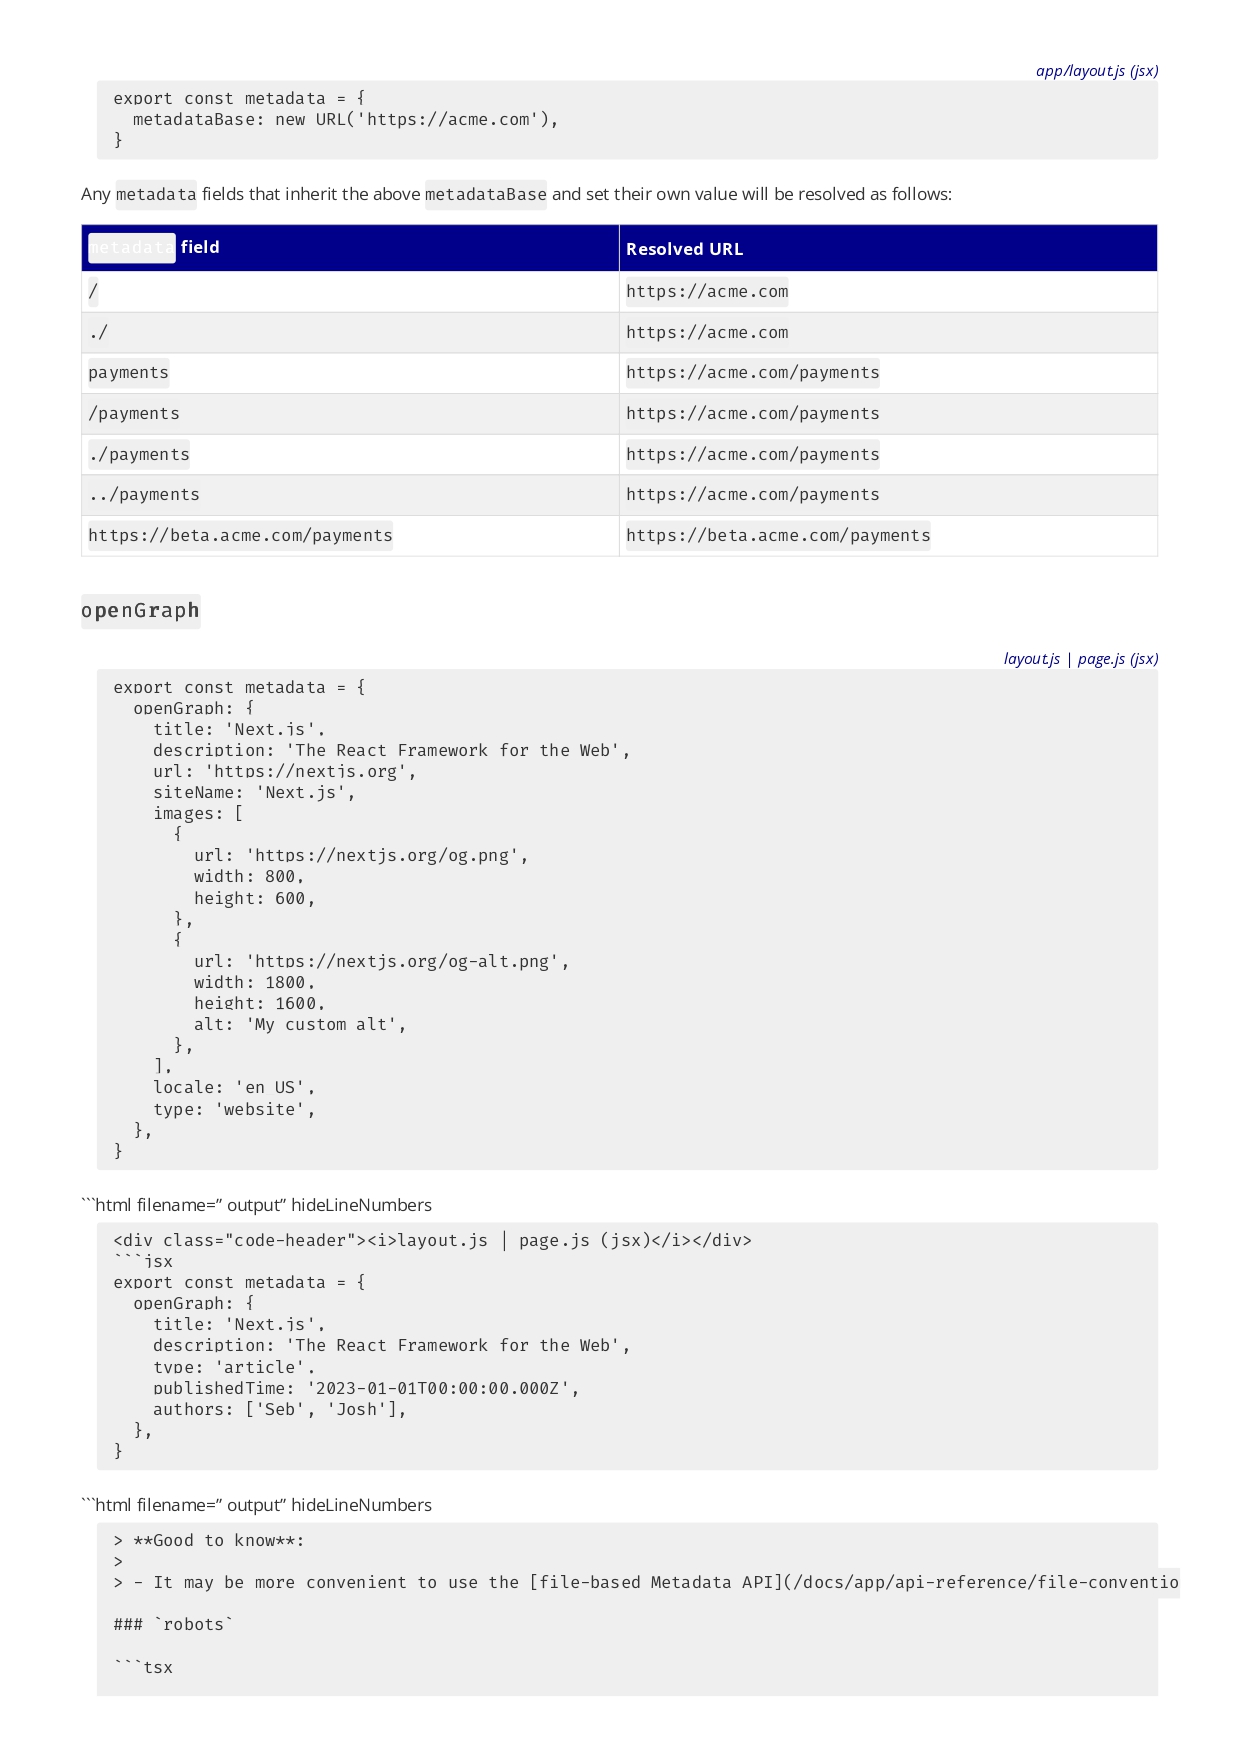 app/layout.js (jsx)
export const metadata = {
  metadataBase: new URL('https://acme.com'),
}
Any metadata fields that inherit the above metadataBase and set their own value will be resolved as follows:
metadata field Resolved URL
/ https://acme.com
./ https://acme.com
payments https://acme.com/payments
/payments https://acme.com/payments
./payments https://acme.com/payments
../payments https://acme.com/payments
https://beta.acme.com/payments https://beta.acme.com/payments
openGraph
layout.js | page.js (jsx)
export const metadata = {
  openGraph: {
    title: 'Next.js',
    description: 'The React Framework for the Web',
    url: 'https://nextjs.org',
    siteName: 'Next.js',
    images: [
      {
        url: 'https://nextjs.org/og.png',
        width: 800,
        height: 600,
      },
      {
        url: 'https://nextjs.org/og-alt.png',
        width: 1800,
        height: 1600,
        alt: 'My custom alt',
      },
    ],
    locale: 'en US',
    type: 'website',
  },
}
```html filename=” output” hideLineNumbers
<div class="code-header"><i>layout.js | page.js (jsx)</i></div>
```jsx
export const metadata = {
  openGraph: {
    title: 'Next.js',
    description: 'The React Framework for the Web',
    type: 'article',
    publishedTime: '2023-01-01T00:00:00.000Z',
    authors: ['Seb', 'Josh'],
  },
}
```html filename=” output” hideLineNumbers
> **Good to know**:
>
> - It may be more convenient to use the [file-based Metadata API](/docs/app/api-reference/file-conventio
### `robots`
```tsx